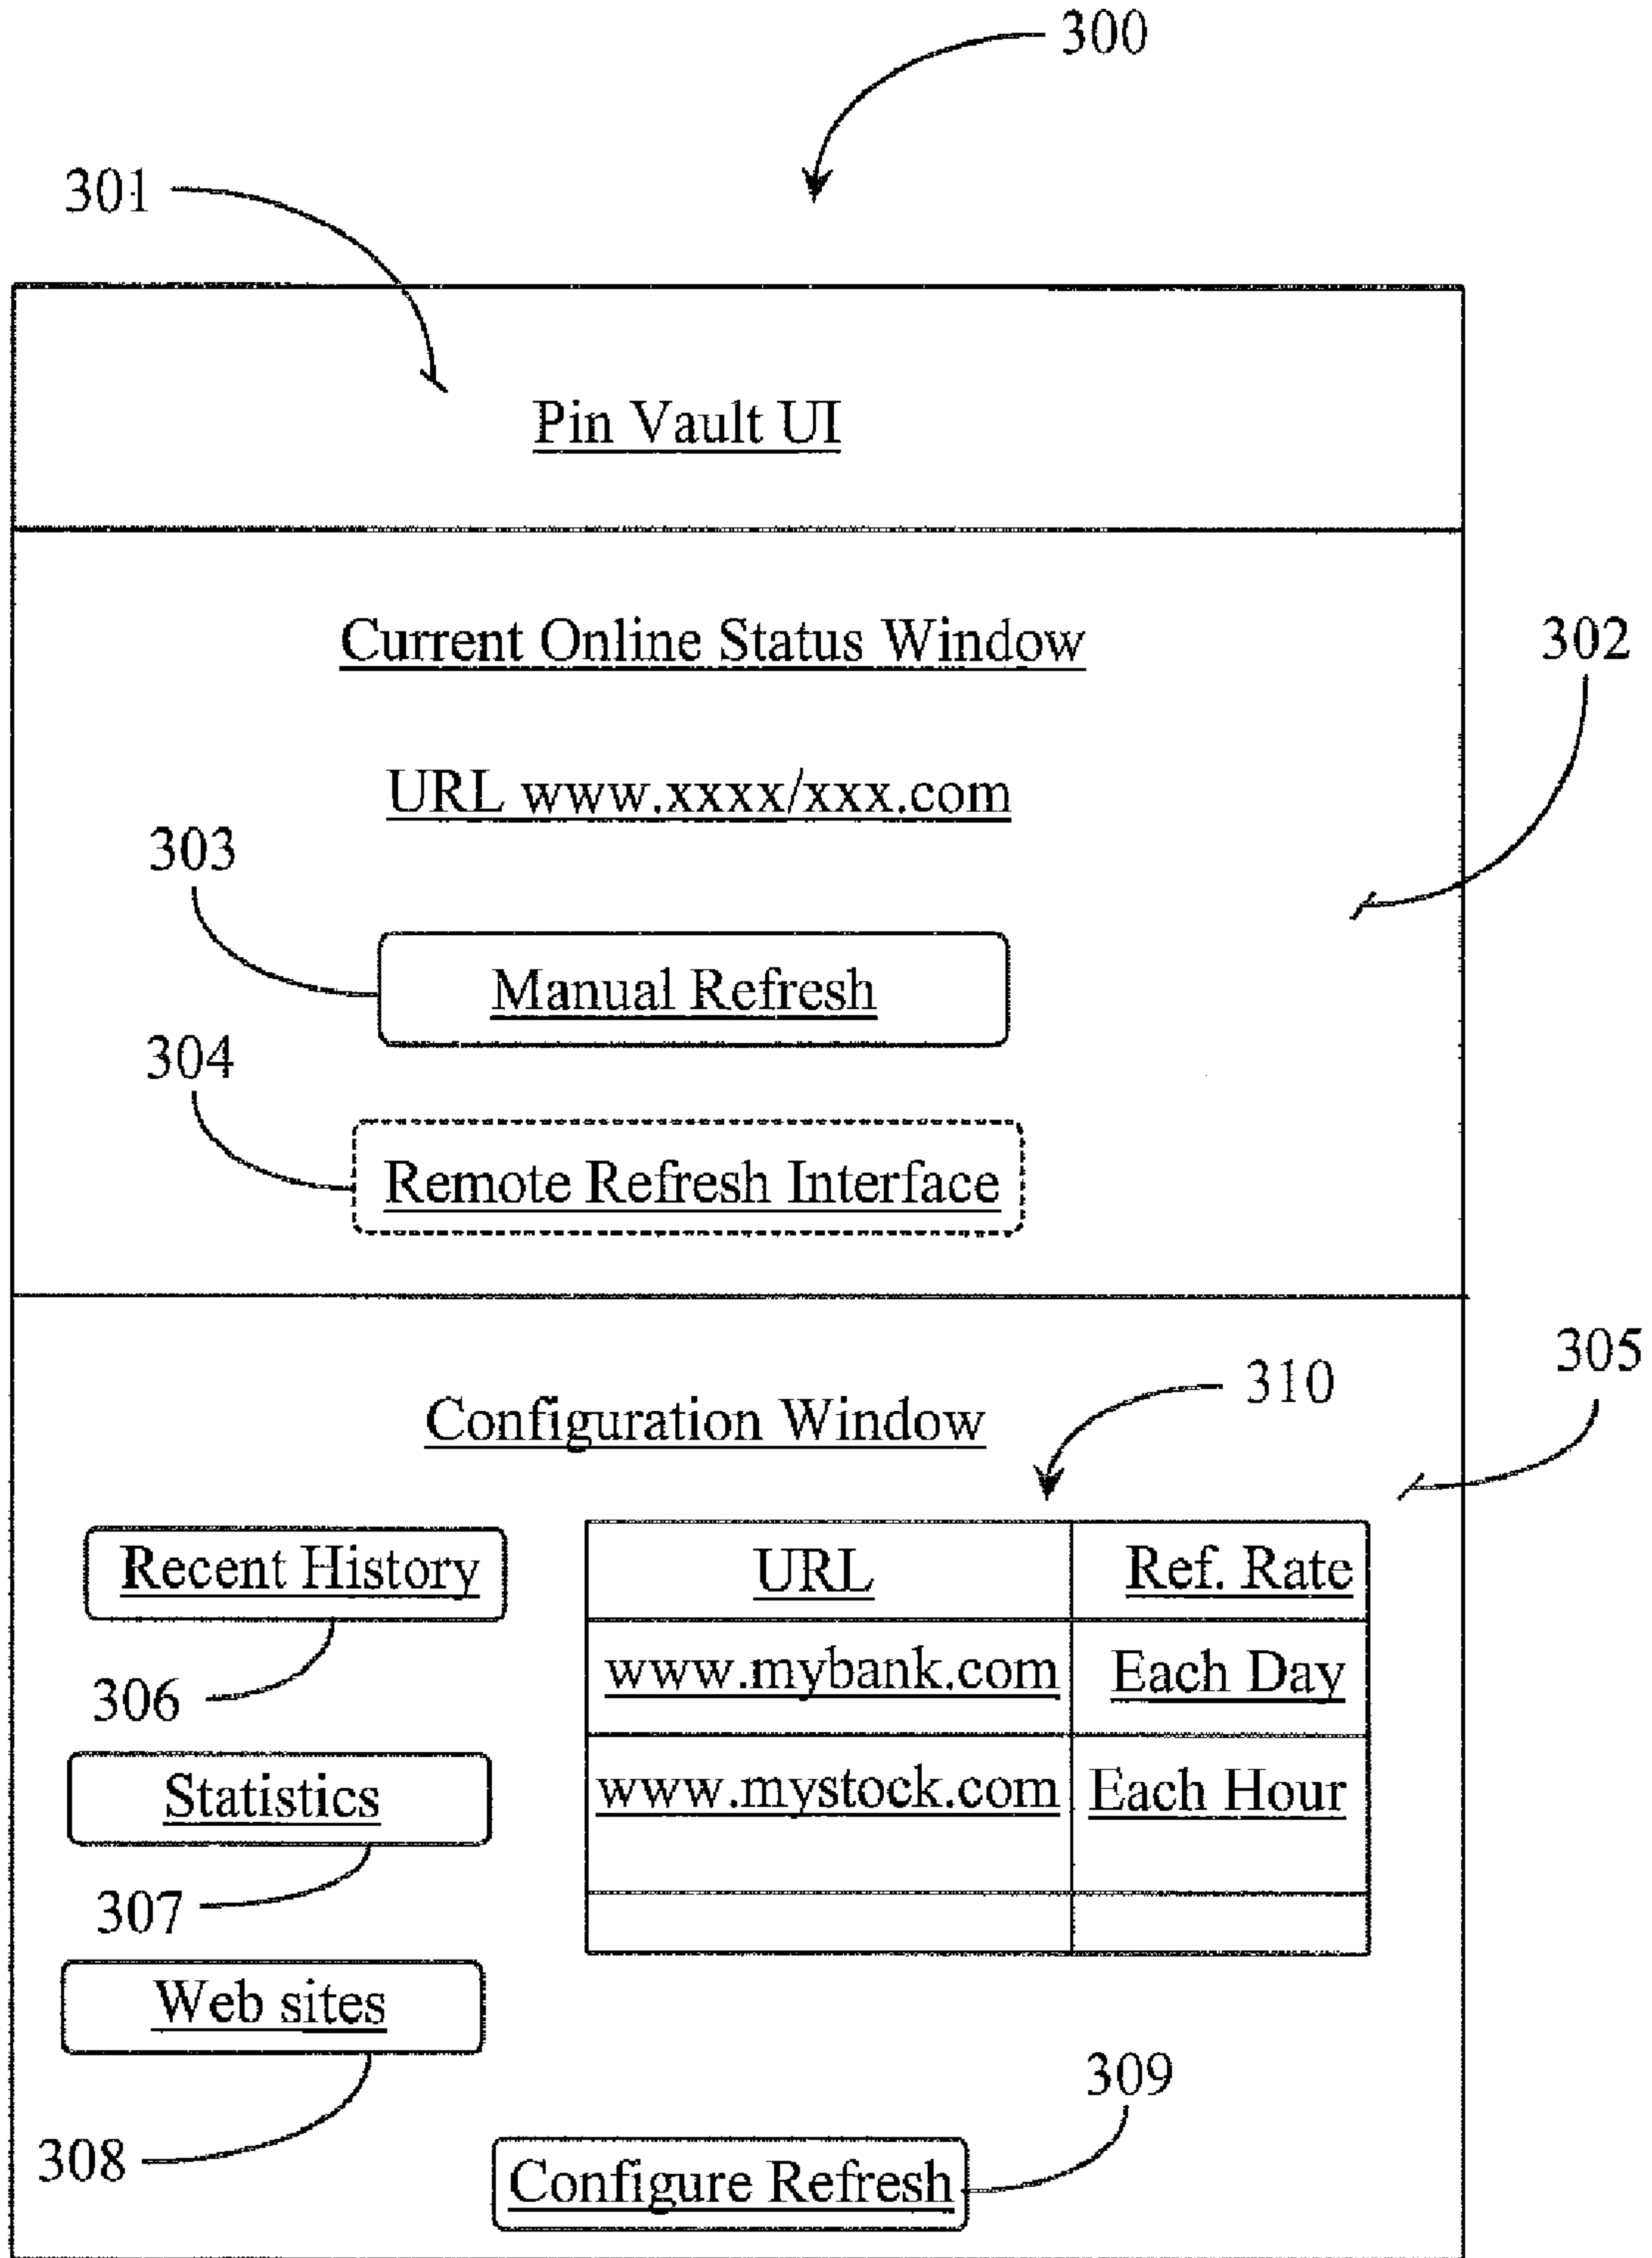 300
301
Pin Vault UI
Current Online Status Window
302
URL www.xxxx/xxx.com
303
Manual Refresh
304
Remote Refresh Interface
305
310
Configuration Window
Recent History
URL Ref. Rate
www.mybank.com Each Day
306
Statistics
www.mystock.com Each Hour
307
Web sites
309
308
Configure Refresh